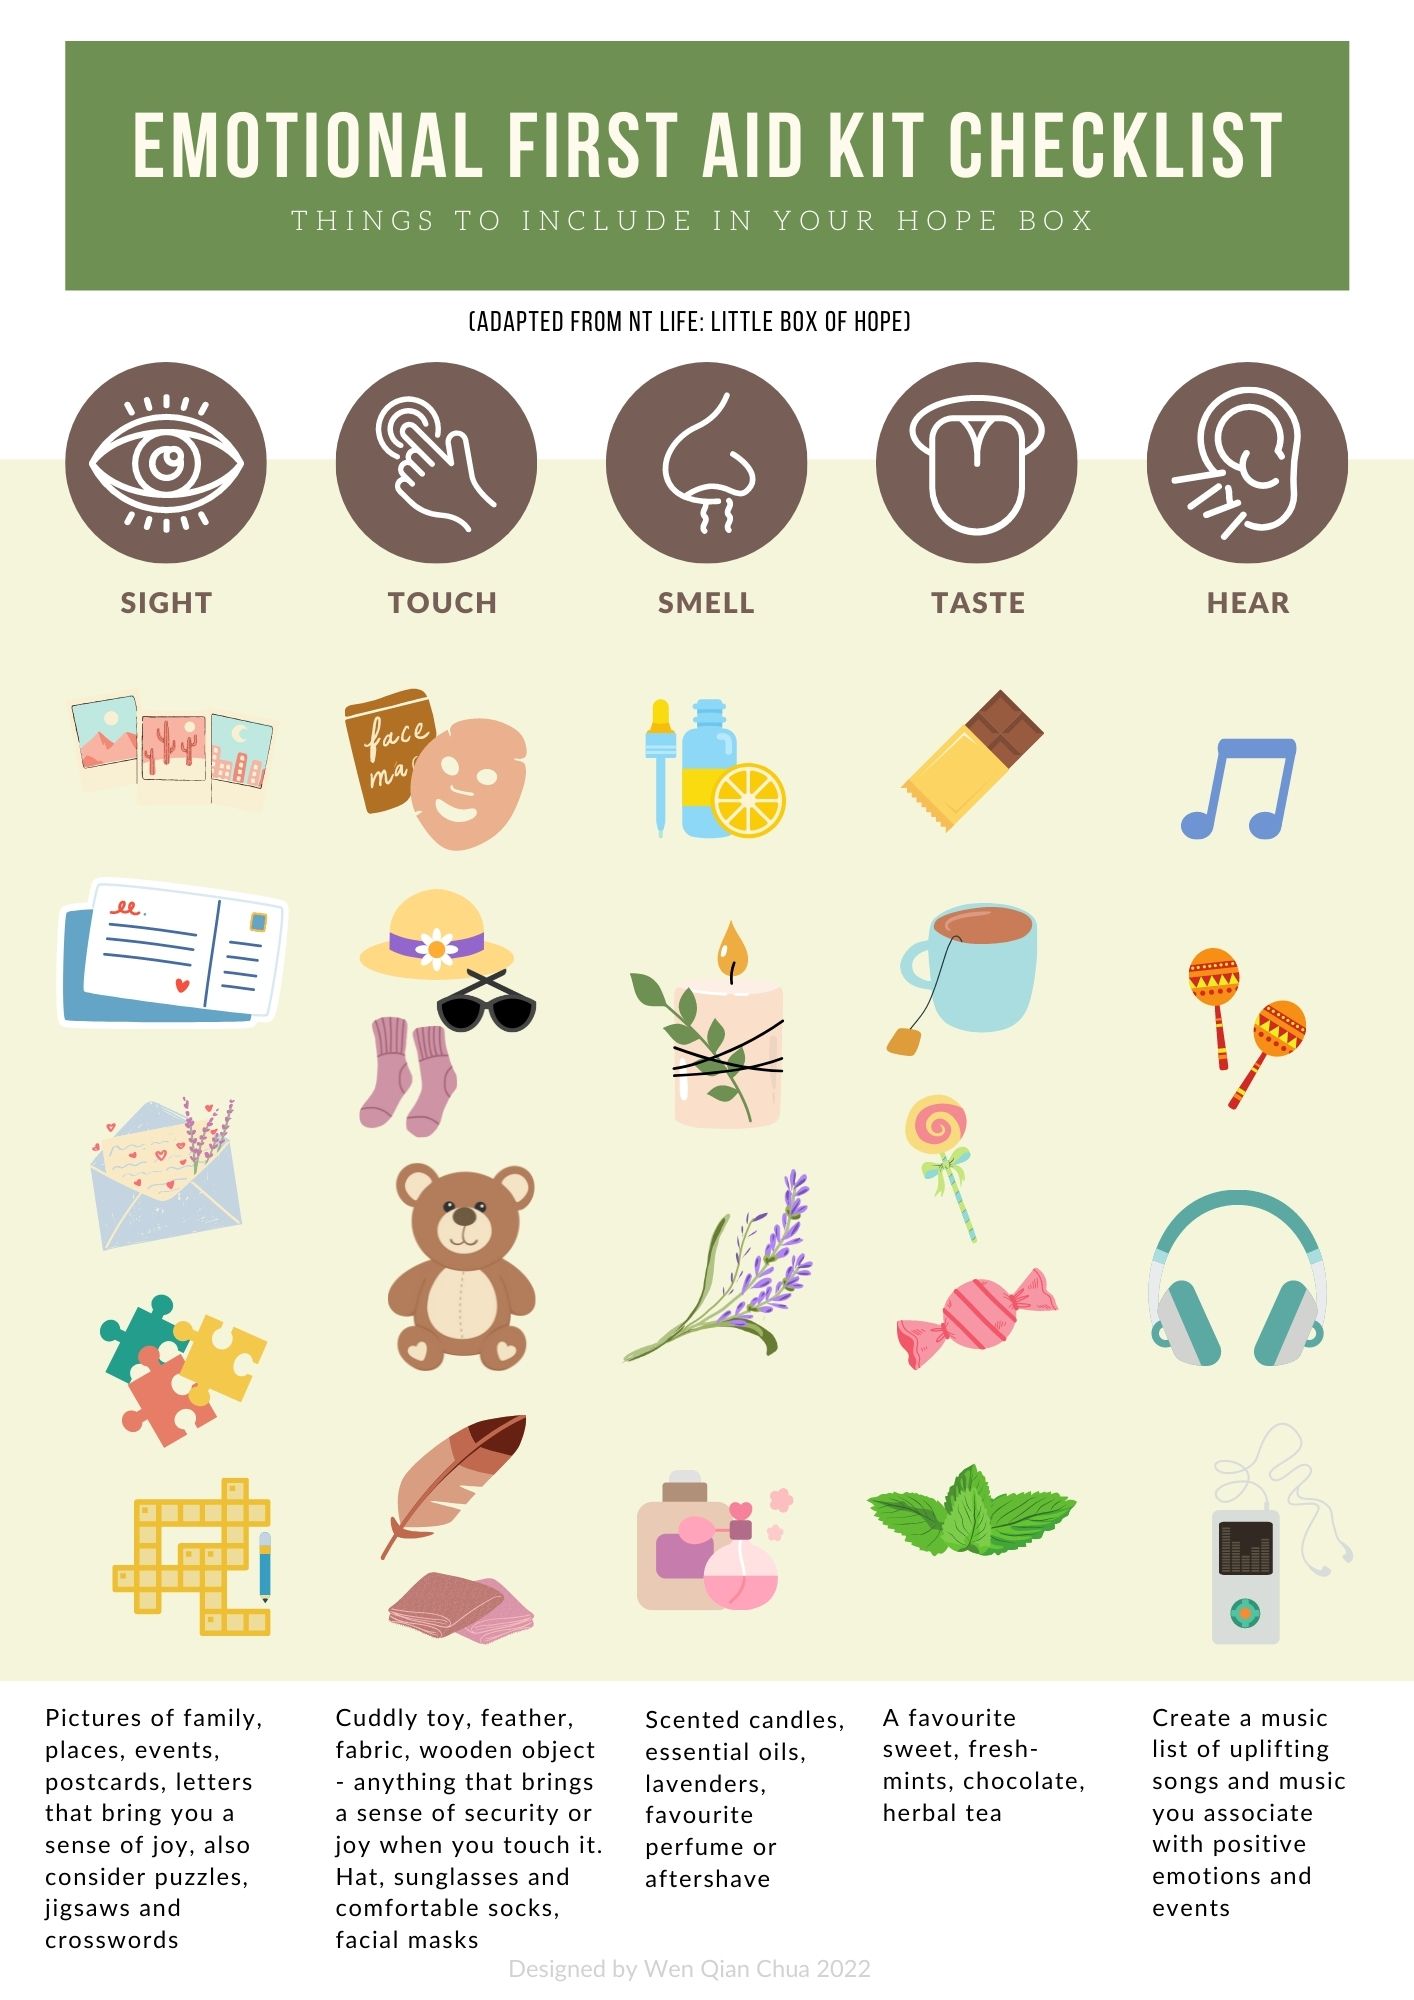 EMOTIONAL FIRST AID KIT CHECKLIST
THINGS TO INCLUDE IN YOUR HOPE BOX
(ADAPTED FROM NT LIFE: LITTLE BOX OF HOPE)
SIGHT
TOUCH
SMELL
TASTE
HEAR
face
mas
Pictures of family,
places, events,
postcards, letters
that bring you a
sense of joy, also
consider puzzles,
jigsaws and
crosswords
Cuddly toy, feather,
fabric, wooden object
- anything that brings
a sense of security or
joy when you touch it.
Hat, sunglasses and
comfortable socks,
facial masks
Scented candles,
essential oils,
lavenders,
favourite
perfume or
aftershave
A favourite
sweet, fresh-
mints, chocolate,
herbal tea
Create a music
list of uplifting
songs and music
you associate
with positive
emotions and
events
Designed by Wen Qian Chua 2022